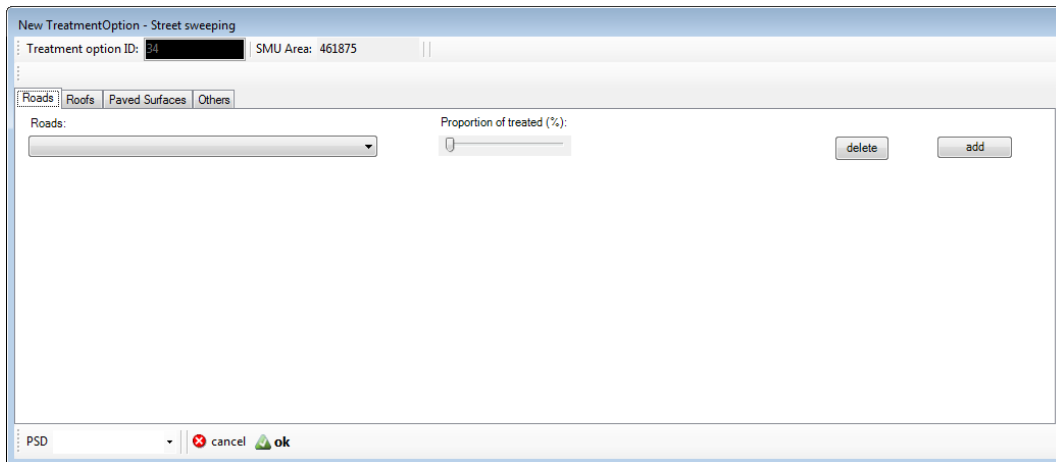 New TreatmentOption - Street sweeping
Treatment option ID: 34 SMU Area: 461875
Roads Roofs Paved Surfaces Others
Roads: Proportion of treated (%):
delete add
PSD cancel ok